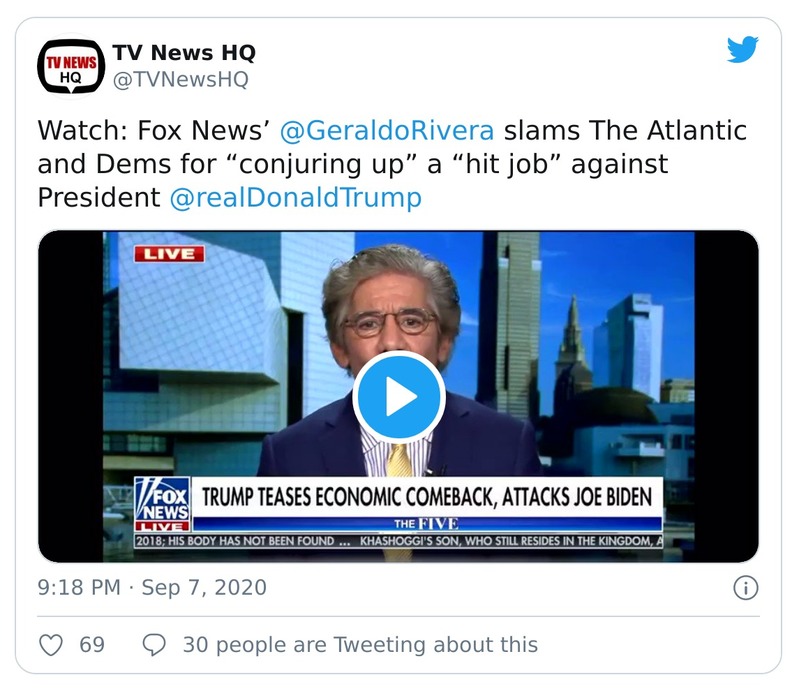 TV NEWS
HQ
TV News HQ
@TVNewsHQ
Watch: Fox News’ @GeraldoRivera slams The Atlantic
and Dems for “conjuring up” a “hit job” against
President @realDonaldTrump
LIVE
FOX
NEWS
LIVE
TRUMP TEASES ECONOMIC COMEBACK, ATTACKS JOE BIDEN
THE FIVE
2018; HIS BODY HAS NOT BEEN FOUND ... KHASHOGGI'S SON, WHO STILL RESIDES IN THE KINGDOM, A
9:18 PM · Sep 7, 2020
69
30 people are Tweeting about this